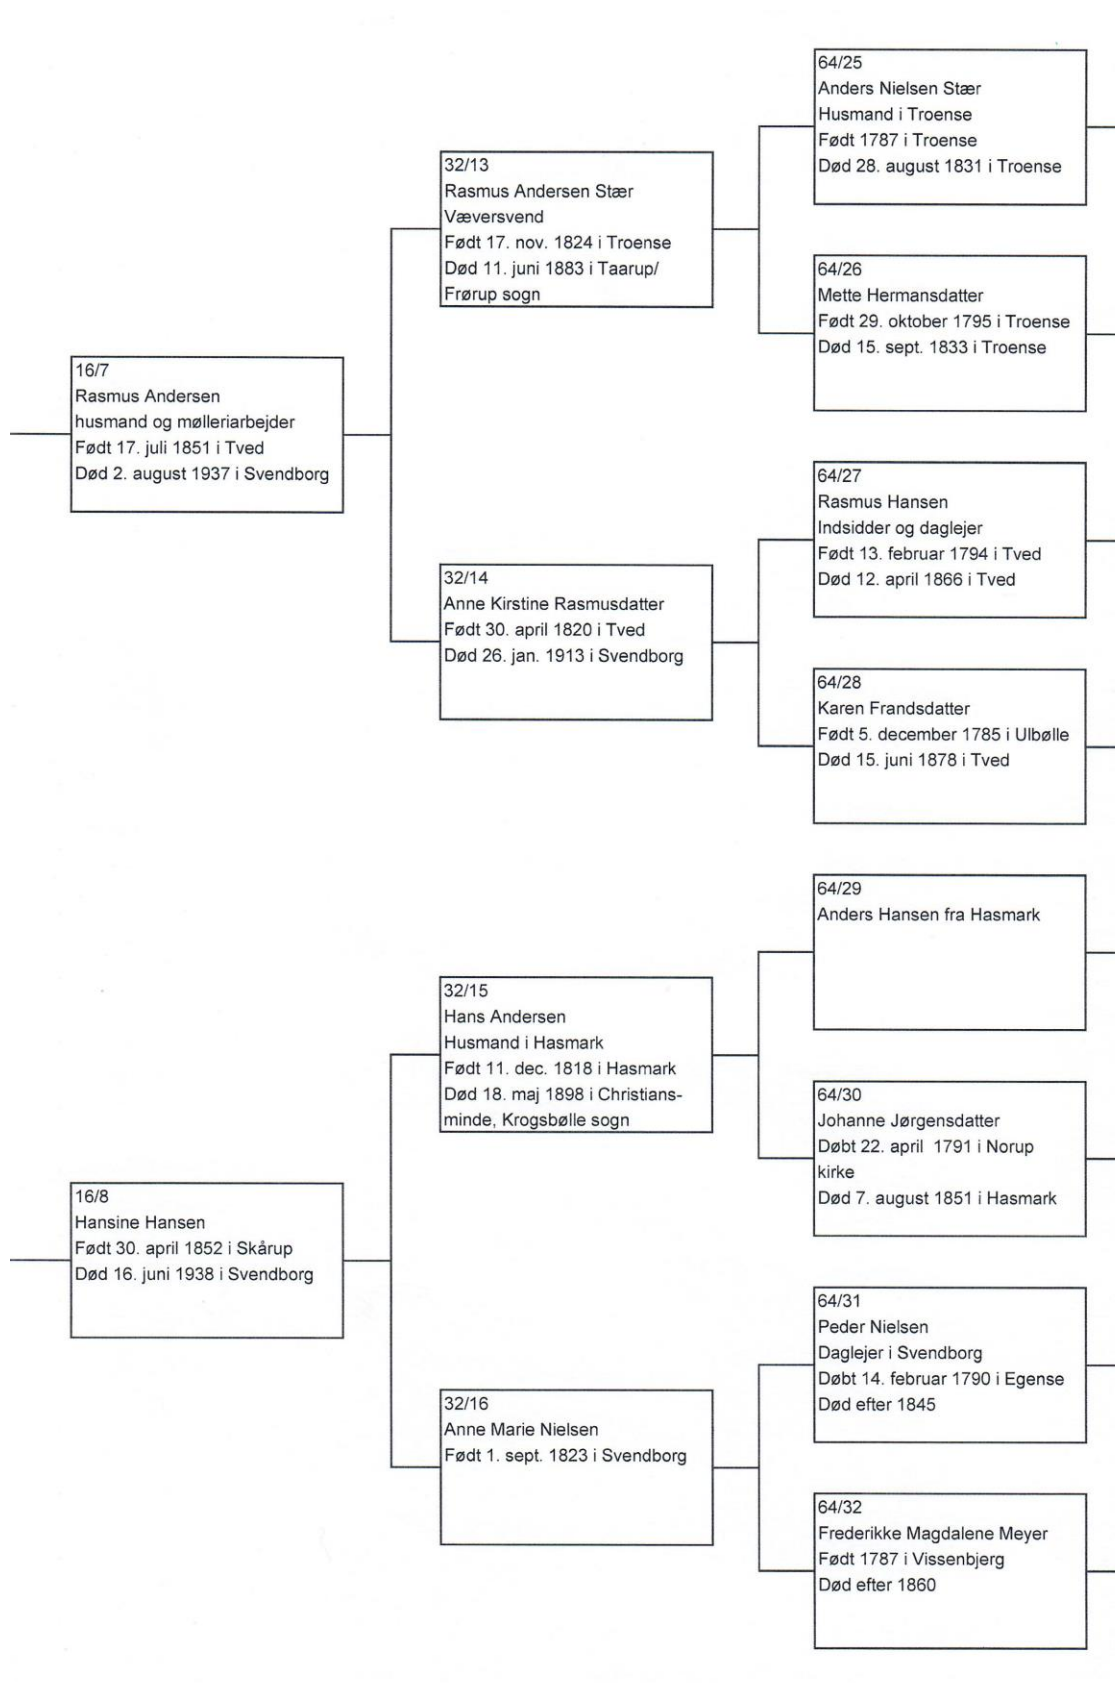 64/25
Anders Nielsen Stær
Husmand i Troense
Født 1787 i Troense
Død 28. august 1831 i Troense
32/13
Rasmus Andersen Stær
Væversvend
Født 17. nov. 1824 i Troense
Død 11. juni 1883 i Taarup/
Frørup sogn
64/26
Mette Hermansdatter
Født 29. oktober 1795 i Troense
Død 15. sept. 1833 i Troense
16/7
Rasmus Andersen
husmand og mølleriarbejder
Født 17. juli 1851 i Tved
Død 2. august 1937 i Svendborg
64/27
Rasmus Hansen
Indsidder og daglejer
Født 13. februar 1794 i Tved
Død 12. april 1866 i Tved
32/14
Anne Kirstine Rasmusdatter
Født 30. april 1820 i Tved
Død 26. jan. 1913 i Svendborg
64/28
Karen Frandsdatter
Født 5. december 1785 i Ulbølle
Død 15. juni 1878 i Tved
64/29
Anders Hansen fra Hasmark
32/15
Hans Andersen
Husmand i Hasmark
Født 11. dec. 1818 i Hasmark
Død 18. maj 1898 i Christians-
minde, Krogsbølle sogn
64/30
Johanne Jørgensdatter
Døbt 22. april  1791 i Norup
kirke
Død 7. august 1851 i Hasmark
16/8
Hansine Hansen
Født 30. april 1852 i Skårup
Død 16. juni 1938 i Svendborg
64/31
Peder Nielsen
Daglejer i Svendborg
Døbt 14. februar 1790 i Egense
Død efter 1845
32/16
Anne Marie Nielsen
Født 1. sept. 1823 i Svendborg
64/32
Frederikke Magdalene Meyer
Født 1787 i Vissenbjerg
Død efter 1860